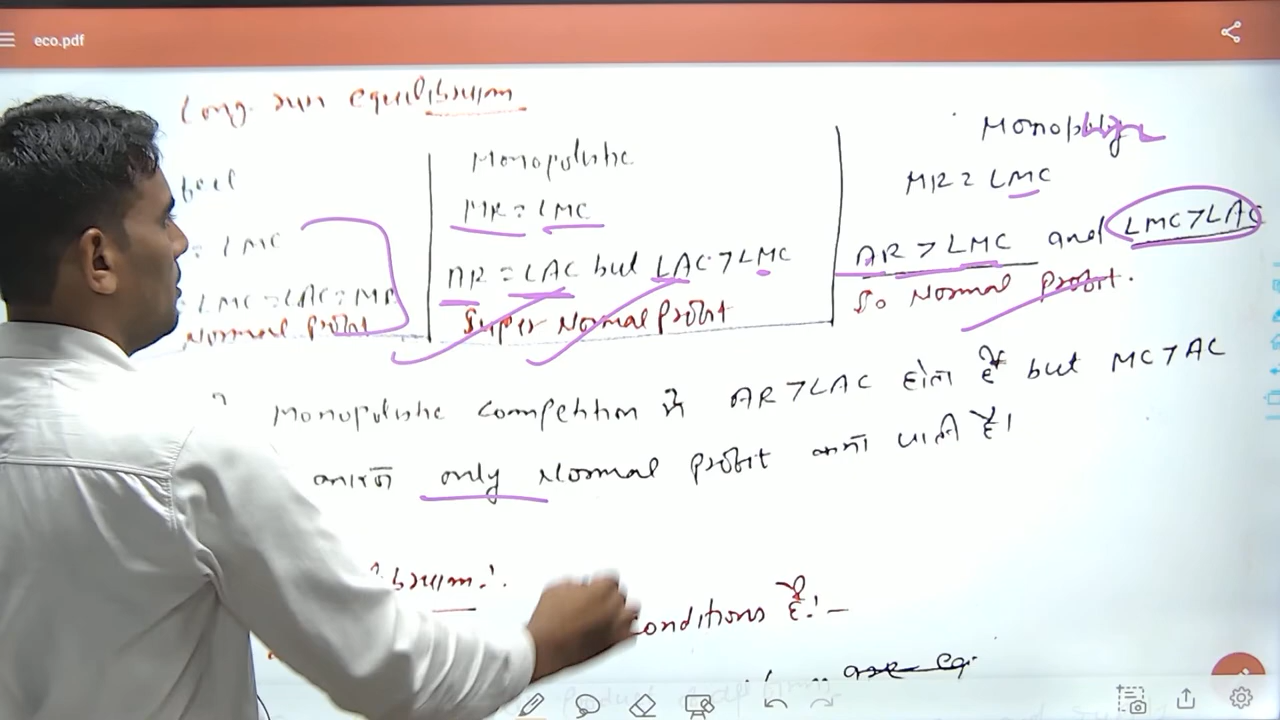 eco.pdf
Long run equilibrium
Monopolistic
Monopoly
MR = LMC
MR = LMC
= LMC
AR = LAC but LAC > LMC
AR > LMC and LMC > LAC
= LMC = LAC = MR
Normal Profit
Super Normal Profit
So Normal Profit.
Monopolistic Competition में AR > LAC होता है but MC > AC
कारण only Normal Profit कमा पाती है।
ibrium :
conditions हैं :-